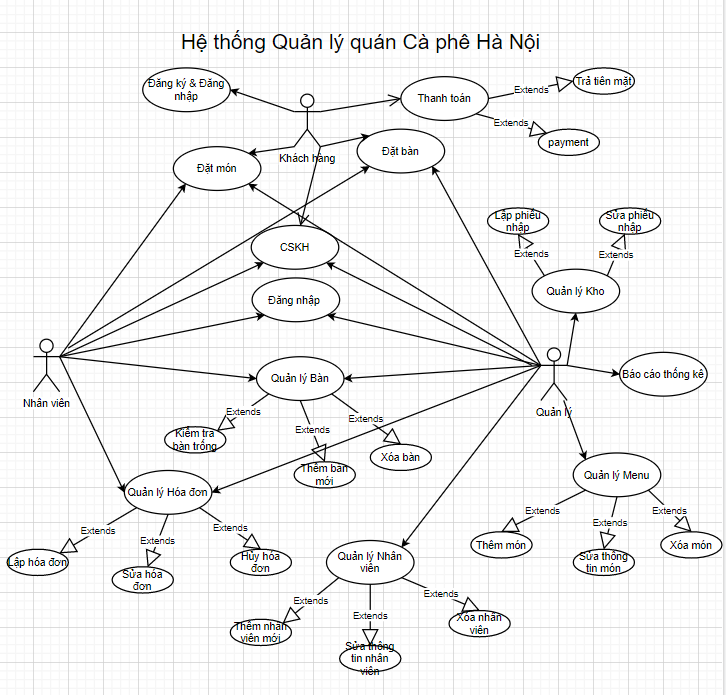 Hệ thống Quản lý quán Cà phê Hà Nội
Đăng ký & Đăng
nhập
Thanh toán
Extends
Trả tiền mặt
Extends
payment
Khách hàng
Đặt món
Đặt bàn
CSKH
Đăng nhập
Lập phiếu
nhập
Sửa phiếu
nhập
Extends
Extends
Quản lý Kho
Nhân viên
Quản lý
Báo cáo thống kê
Quản lý Bàn
Extends
Extends
Extends
Kiểm tra
bàn trống
Thêm bàn
mới
Xóa bàn
Quản lý Hóa đơn
Extends
Extends
Extends
Lập hóa đơn
Sửa hóa
đơn
Hủy hóa
đơn
Quản lý Menu
Extends
Extends
Extends
Thêm món
Sửa thông
tin món
Xóa món
Quản lý Nhân
viên
Extends
Extends
Extends
Thêm nhân
viên mới
Sửa thông
tin nhân
viên
Xóa nhân
viên